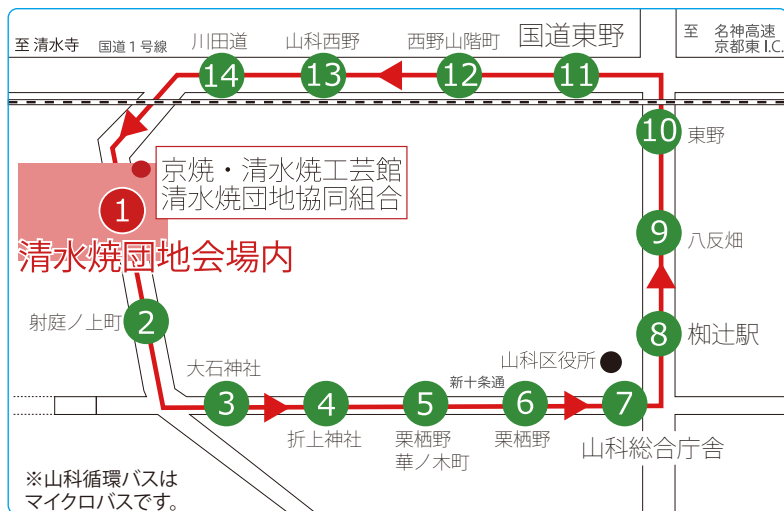 至 清水寺
国道1号線
川田道
山科西野
西野山階町
国道東野
至 名神高速
京都東 I.C.
14
13
12
11
10
東野
京焼・清水焼工芸館
清水焼団地協同組合
1
清水焼団地会場内
9
八反畑
2
射庭ノ上町
8
椥辻駅
山科区役所
大石神社
新十条通
3
4
5
6
7
折上神社
栗栖野
華ノ木町
栗栖野
山科総合庁舎
※山科循環バスは
マイクロバスです。